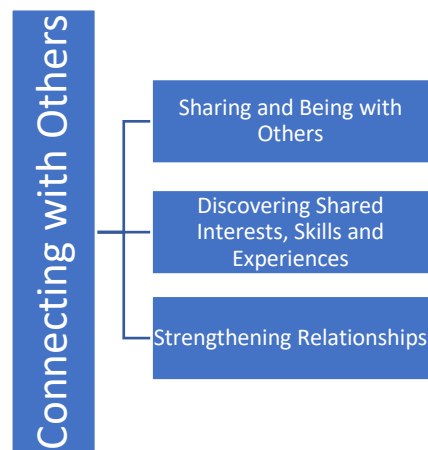 Connecting with Others
Sharing and Being with
Others
Discovering Shared
Interests, Skills and
Experiences
Strengthening Relationships